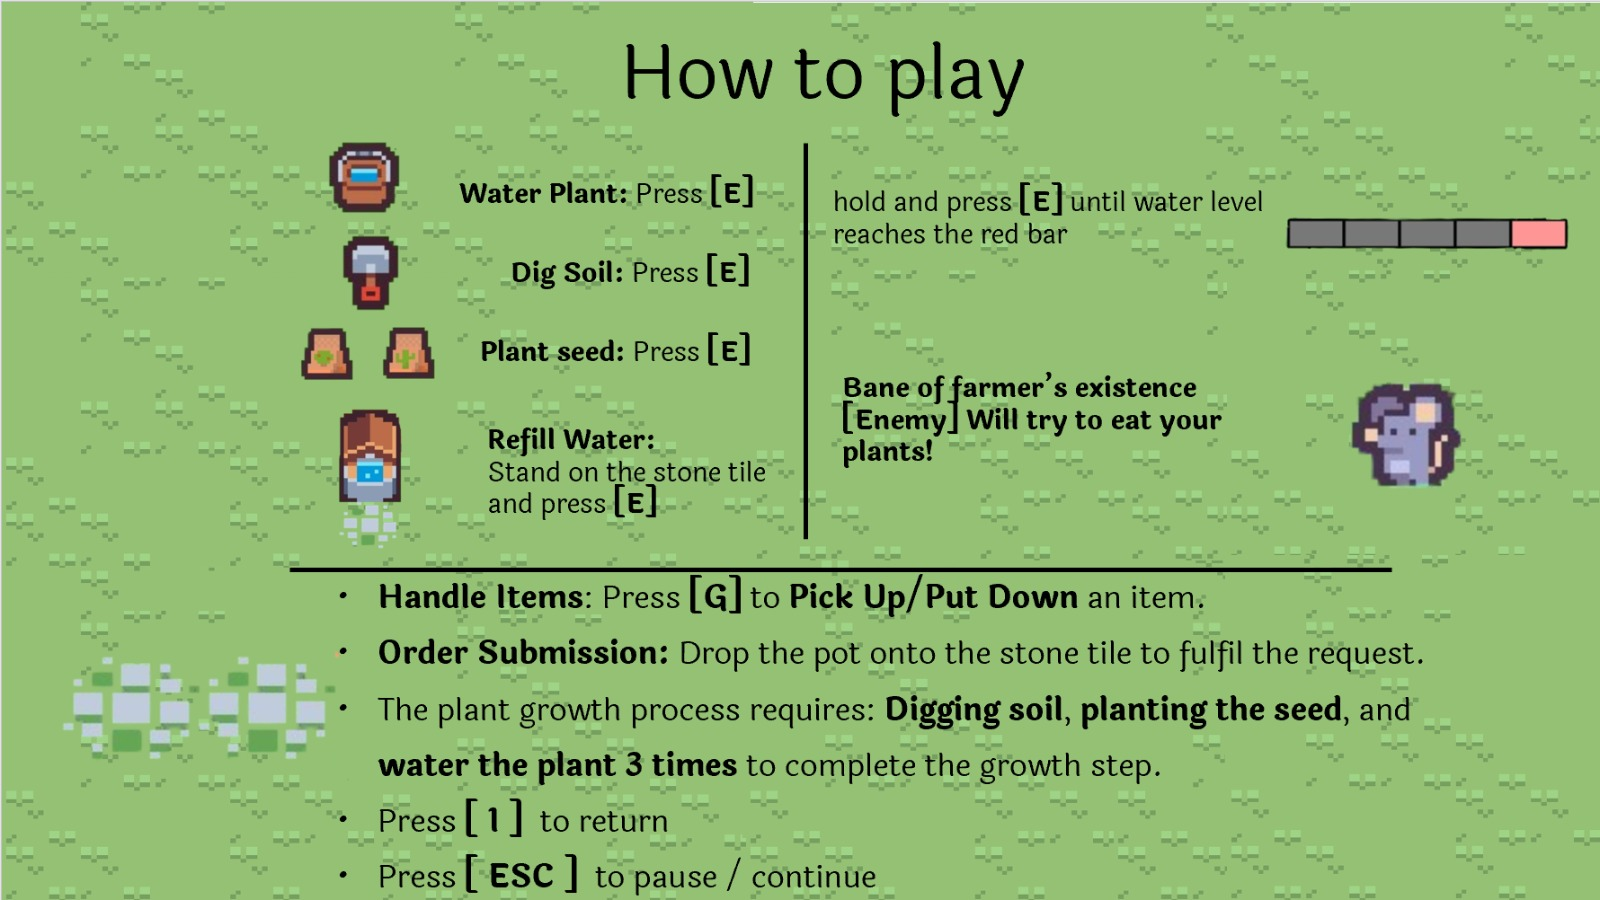 How to play
Water Plant: Press [E]
Dig Soil: Press [E]
Plant seed: Press [E]
Refill Water:
Stand on the stone tile
and press [E]
hold and press [E] until water level
reaches the red bar
Bane of farmer's existence
[Enemy] Will try to eat your
plants!
• Handle Items: Press [G] to Pick Up/Put Down an item.
• Order Submission: Drop the pot onto the stone tile to fulfil the request.
• The plant growth process requires: Digging soil, planting the seed, and
water the plant 3 times to complete the growth step.
• Press [ 1 ] to return
• Press [ ESC ] to pause / continue